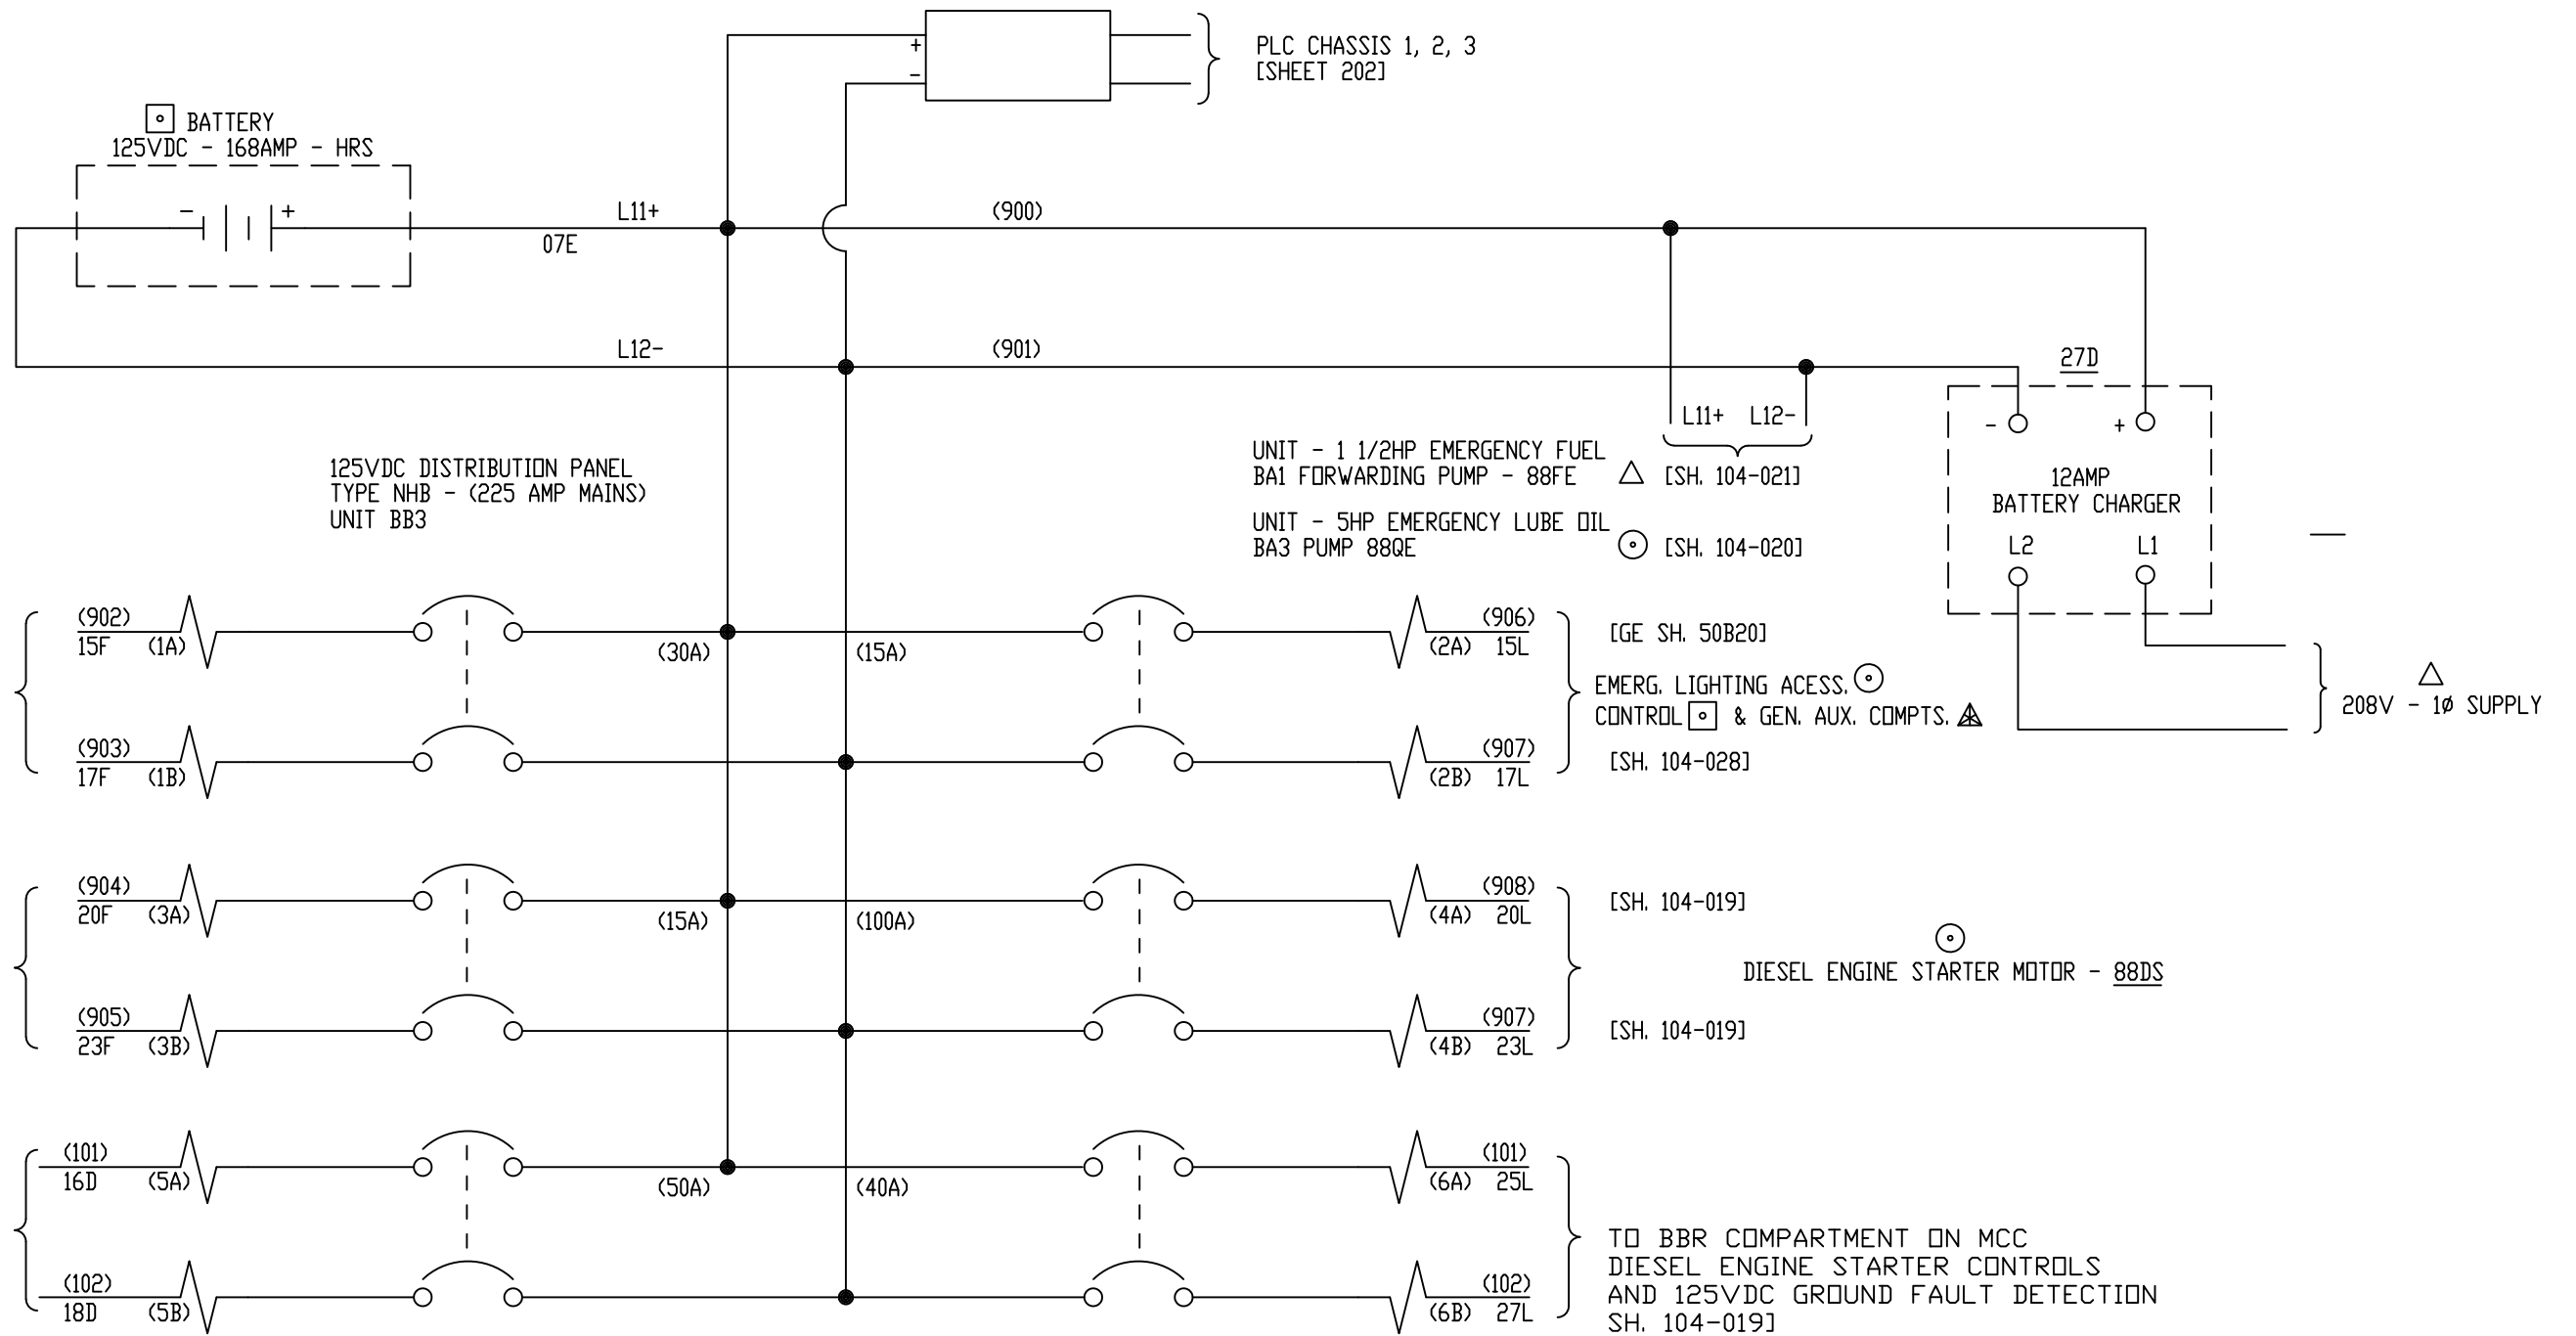 PLC CHASSIS 1, 2, 3
[SHEET 202]
+
-
BATTERY
125VDC - 168AMP - HRS
- +
L11+
07E
(900)
L12-
(901)
27D
L11+ L12-
- +
12AMP
BATTERY CHARGER
L2 L1
125VDC DISTRIBUTION PANEL
TYPE NHB - (225 AMP MAINS)
UNIT BB3
UNIT - 1 1/2HP EMERGENCY FUEL
BA1 FORWARDING PUMP - 88FE [SH. 104-021]
UNIT - 5HP EMERGENCY LUBE OIL
BA3 PUMP 88QE [SH. 104-020]
208V - 1Ø SUPPLY
(902)
15F (1A)
(30A) (15A)
(906)
(2A) 15L
[GE SH. 50B20]
EMERG. LIGHTING ACESS.
CONTROL & GEN. AUX. COMPTS.
(903)
17F (1B)
(907)
(2B) 17L
[SH. 104-028]
(904)
20F (3A)
(15A) (100A)
(908)
(4A) 20L
[SH. 104-019]
DIESEL ENGINE STARTER MOTOR - 88DS
(905)
23F (3B)
(907)
(4B) 23L
[SH. 104-019]
(101)
16D (5A)
(50A) (40A)
(101)
(6A) 25L
(102)
18D (5B)
(102)
(6B) 27L
TO BBR COMPARTMENT ON MCC
DIESEL ENGINE STARTER CONTROLS
AND 125VDC GROUND FAULT DETECTION
SH. 104-019]